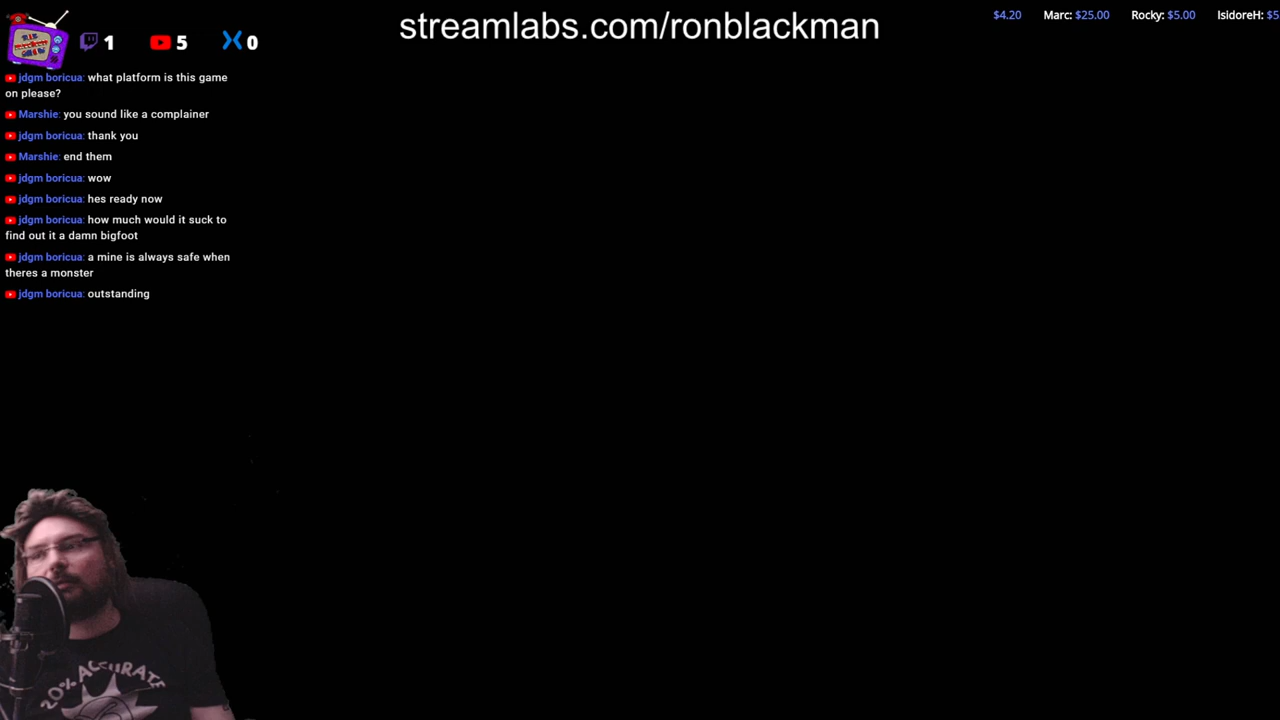 streamlabs.com/ronblackman
$4.20 Marc: $25.00 Rocky: $5.00 IsidoreH: $5
1 5 0
jdgm boricua: what platform is this game
on please?
Marshie: you sound like a complainer
jdgm boricua: thank you
Marshie: end them
jdgm boricua: wow
jdgm boricua: hes ready now
jdgm boricua: how much would it suck to
find out it a damn bigfoot
jdgm boricua: a mine is always safe when
theres a monster
jdgm boricua: outstanding
20% ACCURATE